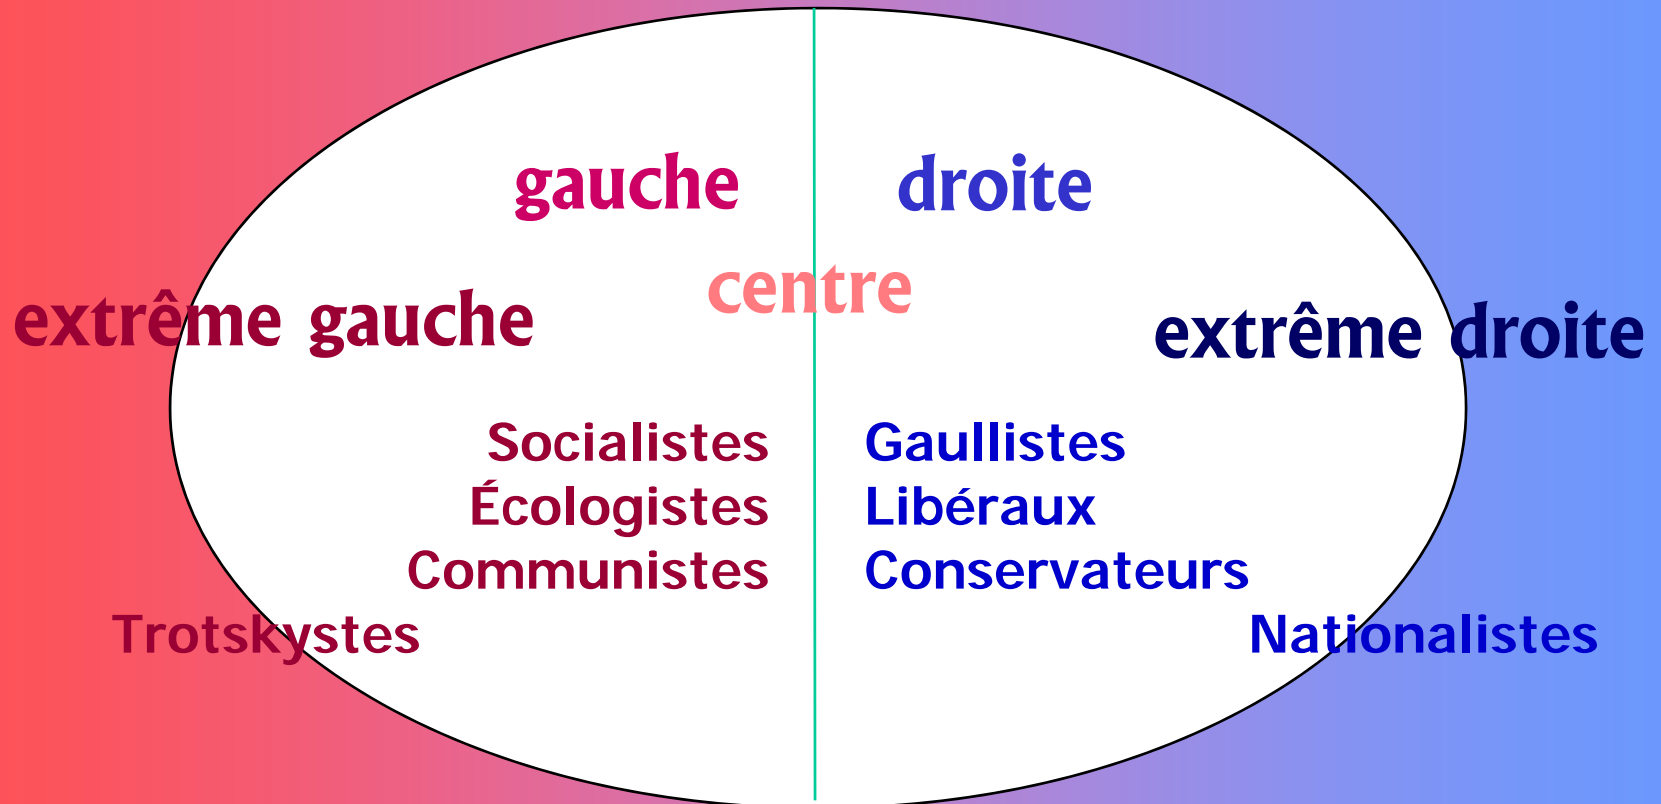 gauche droite
centre
extrême gauche extrême droite
Socialistes Gaullistes
Écologistes Libéraux
Communistes Conservateurs
Trotskystes Nationalistes